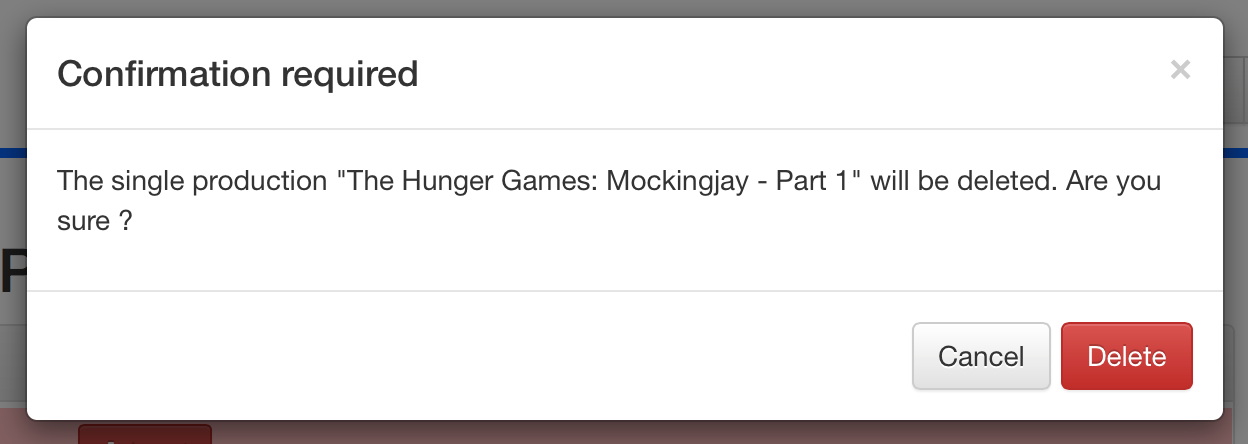 Confirmation required
×
The single production "The Hunger Games: Mockingjay - Part 1" will be deleted. Are you
sure ?
Cancel
Delete